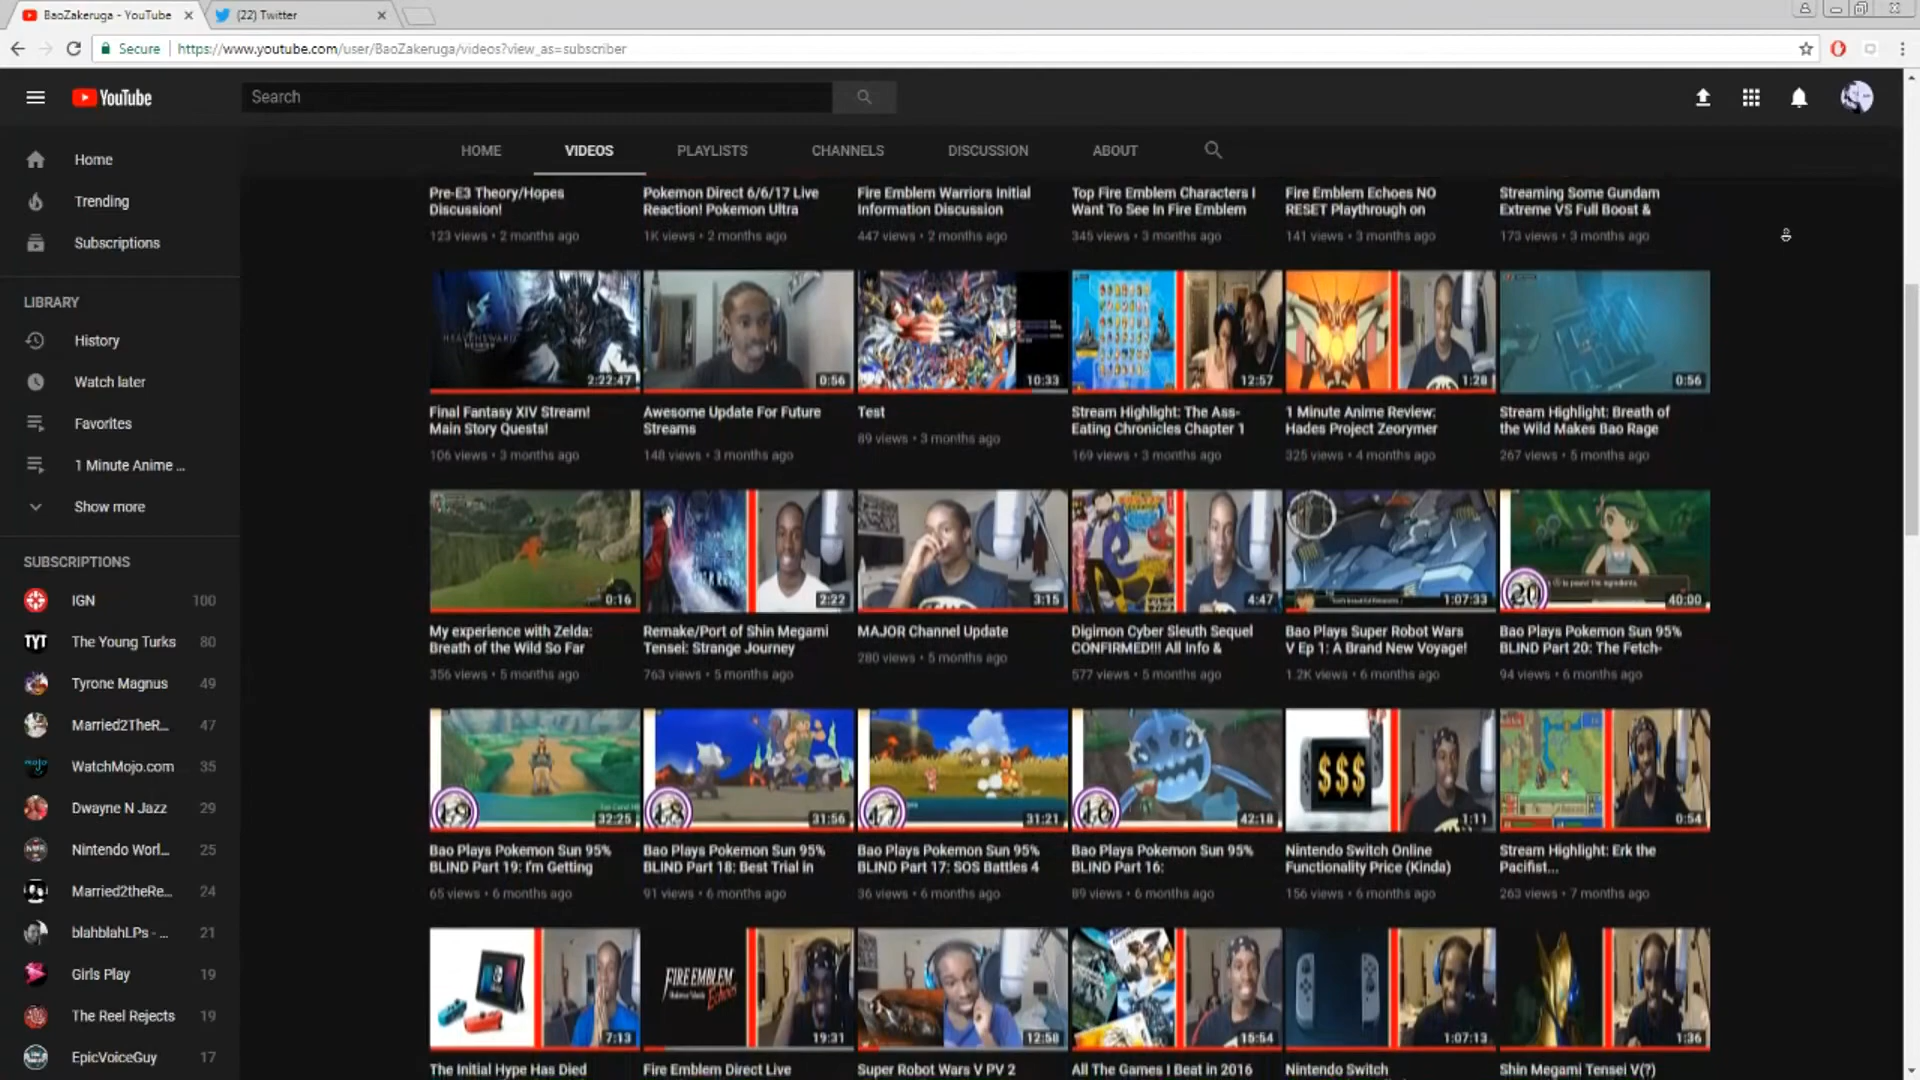 BaoZakeruga - YouTube
(22) Twitter
Secure
https://www.youtube.com/user/BaoZakeruga/videos?view_as=subscriber
YouTube
Search
HOME
VIDEOS
PLAYLISTS
CHANNELS
DISCUSSION
ABOUT
Home
Trending
Subscriptions
LIBRARY
History
Watch later
Favorites
1 Minute Anime ...
Show more
SUBSCRIPTIONS
IGN 100
TYT The Young Turks 80
Tyrone Magnus 49
Married2TheR... 47
mojo WatchMojo.com 35
Dwayne N Jazz 29
Nintendo Worl... 25
Married2theRe... 24
blahblahLPs - ... 21
Girls Play 19
The Reel Rejects 19
EpicVoiceGuy 17
Pre-E3 Theory/Hopes
Discussion!
123 views • 2 months ago
Pokemon Direct 6/6/17 Live
Reaction! Pokemon Ultra
1K views • 2 months ago
Fire Emblem Warriors Initial
Information Discussion
447 views • 2 months ago
Top Fire Emblem Characters I
Want To See In Fire Emblem
345 views • 3 months ago
Fire Emblem Echoes NO
RESET Playthrough on
141 views • 3 months ago
Streaming Some Gundam
Extreme VS Full Boost &
173 views • 3 months ago
HEAVENSWARD
2:22:47
Final Fantasy XIV Stream!
Main Story Quests!
106 views • 3 months ago
0:56
Awesome Update For Future
Streams
148 views • 3 months ago
10:33
Test
89 views • 3 months ago
12:57
Stream Highlight: The Ass-
Eating Chronicles Chapter 1
169 views • 3 months ago
1:28
1 Minute Anime Review:
Hades Project Zeorymer
325 views • 4 months ago
0:56
Stream Highlight: Breath of
the Wild Makes Bao Rage
267 views • 5 months ago
0:16
My experience with Zelda:
Breath of the Wild So Far
356 views • 5 months ago
2:22
Remake/Port of Shin Megami
Tensei: Strange Journey
763 views • 5 months ago
3:15
MAJOR Channel Update
280 views • 5 months ago
4:47
Digimon Cyber Sleuth Sequel
CONFIRMED!!! All Info &
577 views • 5 months ago
1:07:33
Bao Plays Super Robot Wars
V Ep 1: A Brand New Voyage!
1.2K views • 6 months ago
20
40:00
Bao Plays Pokemon Sun 95%
BLIND Part 20: The Fetch-
94 views • 6 months ago
19
32:25
Bao Plays Pokemon Sun 95%
BLIND Part 19: I'm Getting
65 views • 6 months ago
18
31:56
Bao Plays Pokemon Sun 95%
BLIND Part 18: Best Trial in
91 views • 6 months ago
17
31:21
Bao Plays Pokemon Sun 95%
BLIND Part 17: SOS Battles 4
36 views • 6 months ago
16
42:18
Bao Plays Pokemon Sun 95%
BLIND Part 16:
89 views • 6 months ago
$$$
1:11
Nintendo Switch Online
Functionality Price (Kinda)
156 views • 6 months ago
0:54
Stream Highlight: Erk the
Pacifist...
263 views • 7 months ago
7:13
The Initial Hype Has Died
FIRE EMBLEM
Echoes
19:31
Fire Emblem Direct Live
12:58
Super Robot Wars V PV 2
15:54
All The Games I Beat in 2016
1:07:13
Nintendo Switch
1:36
Shin Megami Tensei V(?)